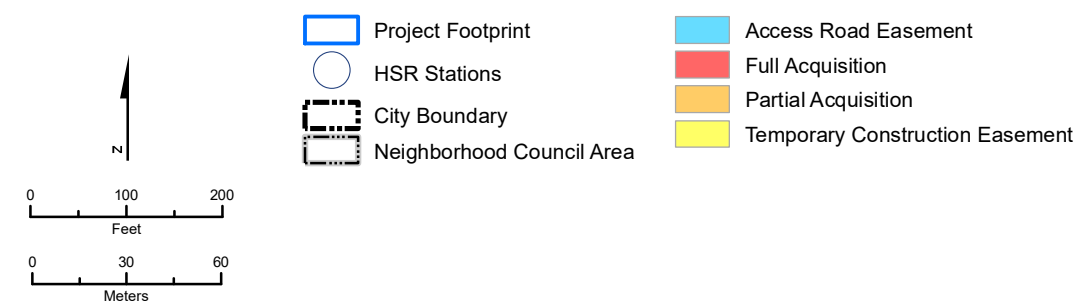 Project Footprint
HSR Stations
City Boundary
Neighborhood Council Area
Access Road Easement
Full Acquisition
Partial Acquisition
Temporary Construction Easement
N
0 100 200
Feet
0 30 60
Meters